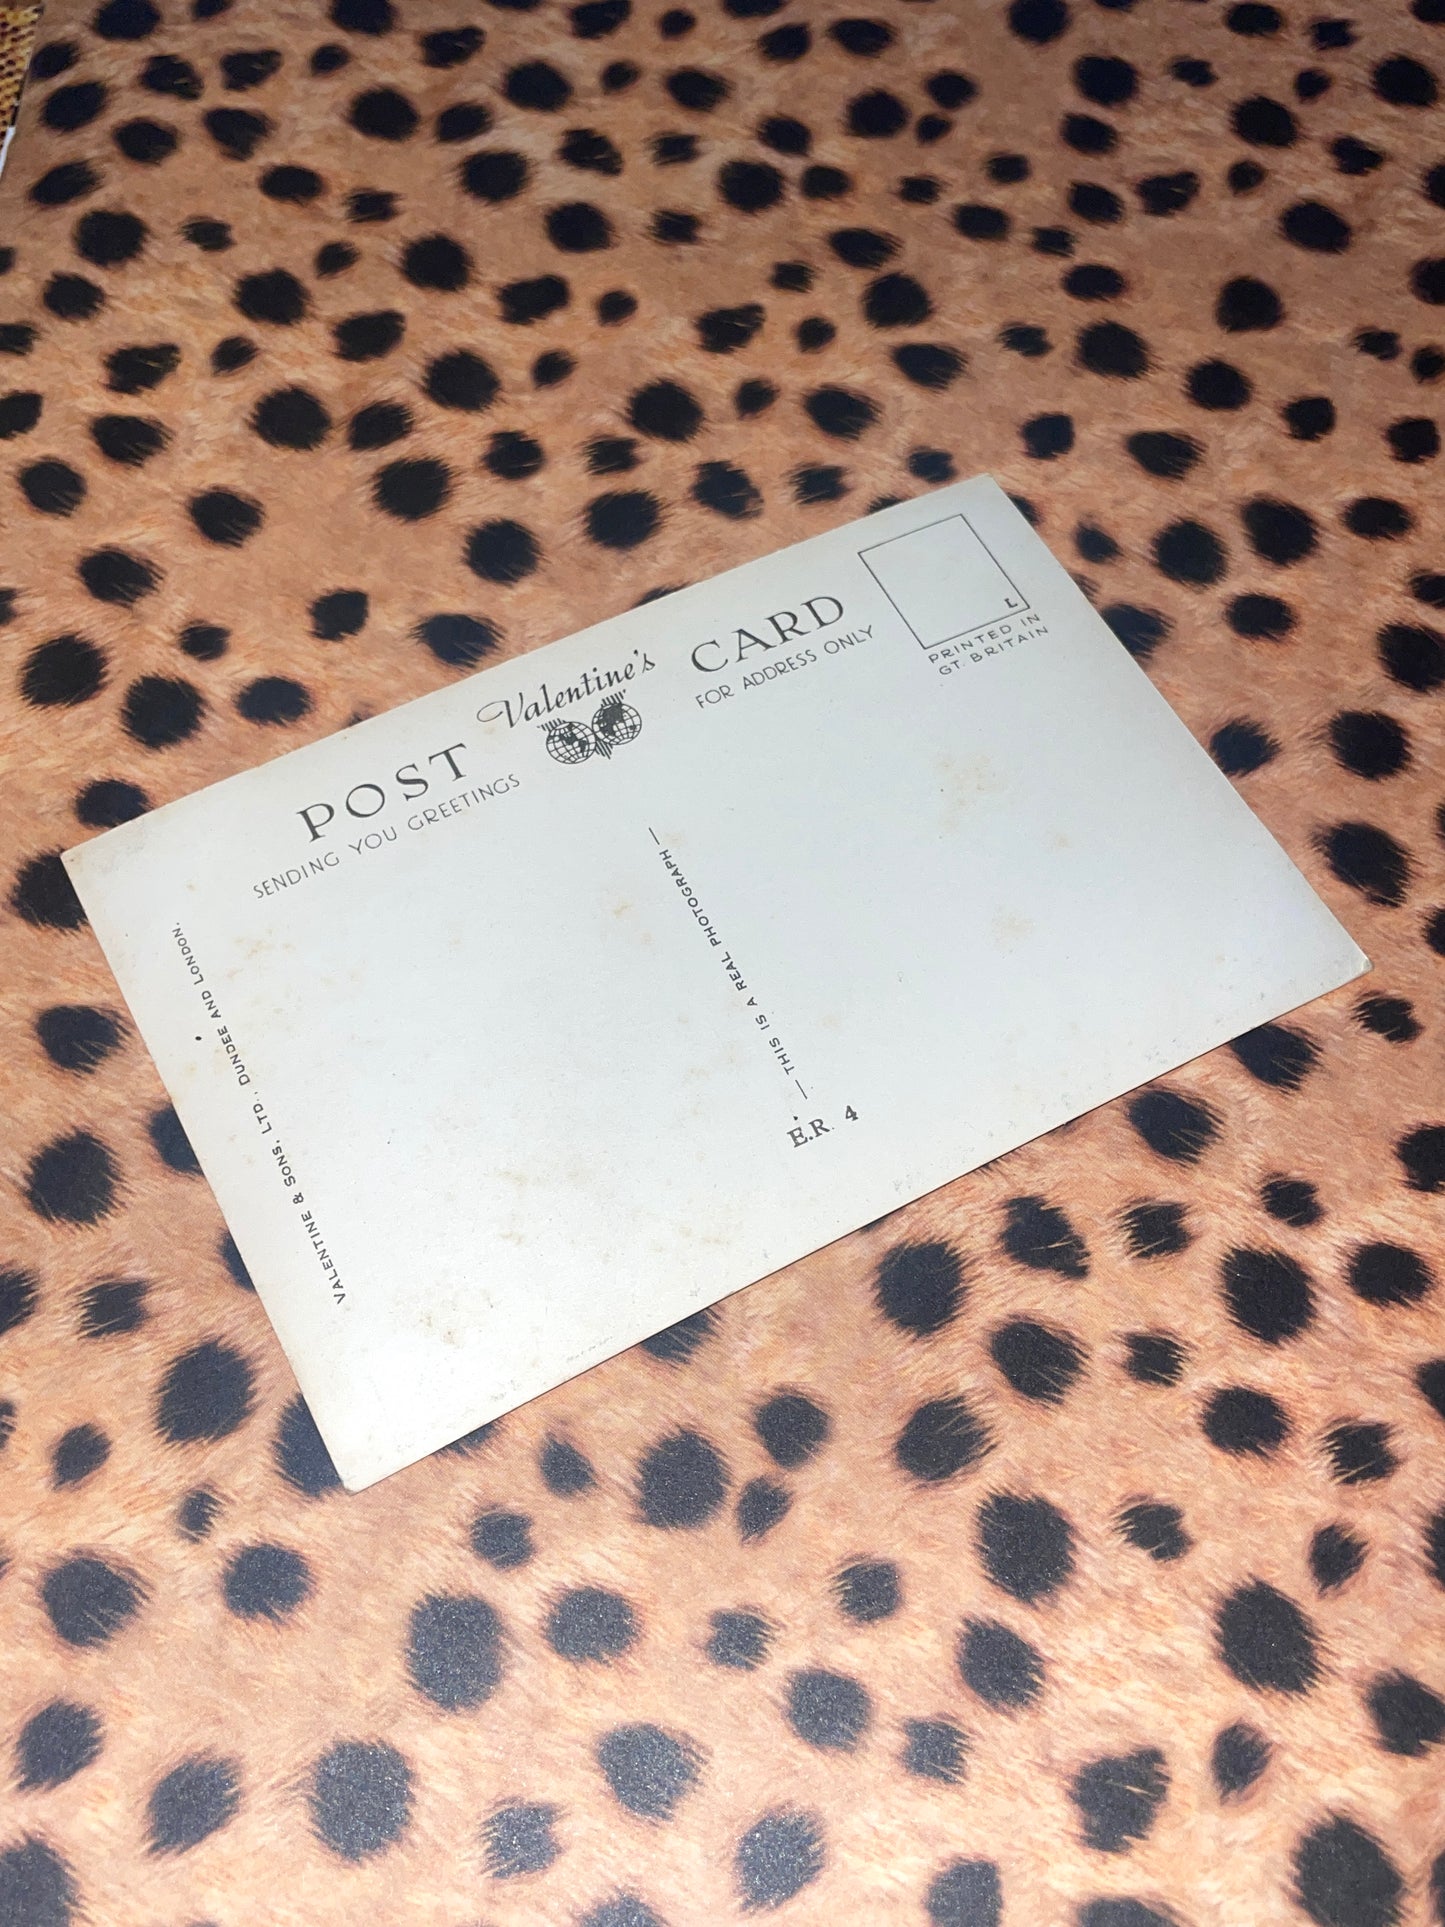 POST Valentine's CARD
SENDING YOU GREETINGS
FOR ADDRESS ONLY
L
PRINTED IN
GT. BRITAIN
VALENTINE & SONS, LTD., DUNDEE AND LONDON.
— THIS IS A REAL PHOTOGRAPH —
E.R. 4